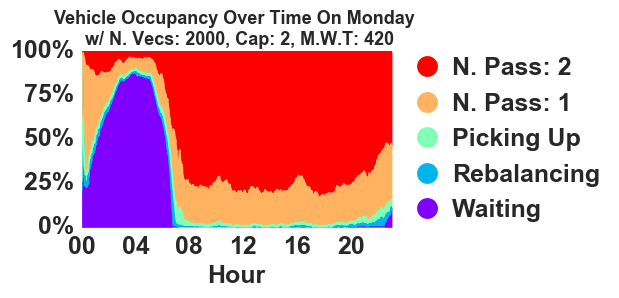 Vehicle Occupancy Over Time On Monday
w/ N. Vecs: 2000, Cap: 2, M.W.T: 420
100%
75%
50%
25%
0%
00 04 08 12 16 20
Hour
N. Pass: 2
N. Pass: 1
Picking Up
Rebalancing
Waiting